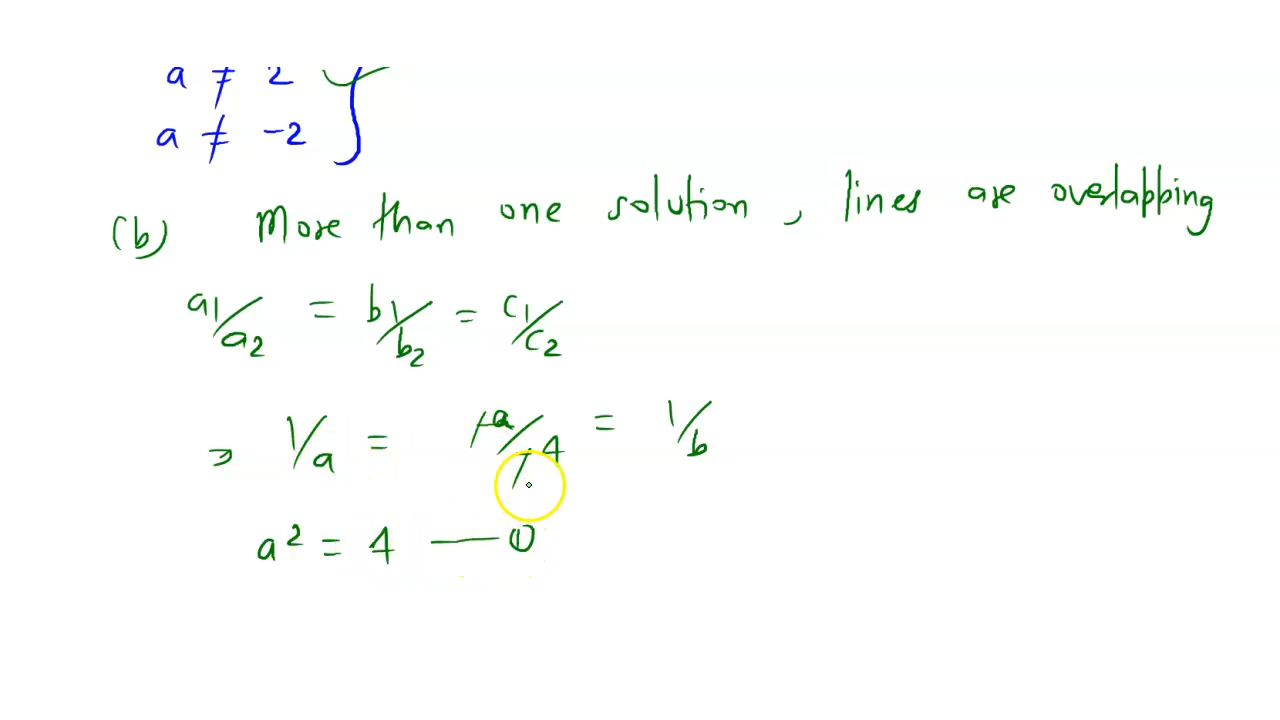 a ≠ 2
a ≠ -2
(b) More than one solution, lines are overlapping
a1/a2 = b1/b2 = c1/c2
⇒ 1/a = -a/-4 = 1/b
a² = 4 — ①